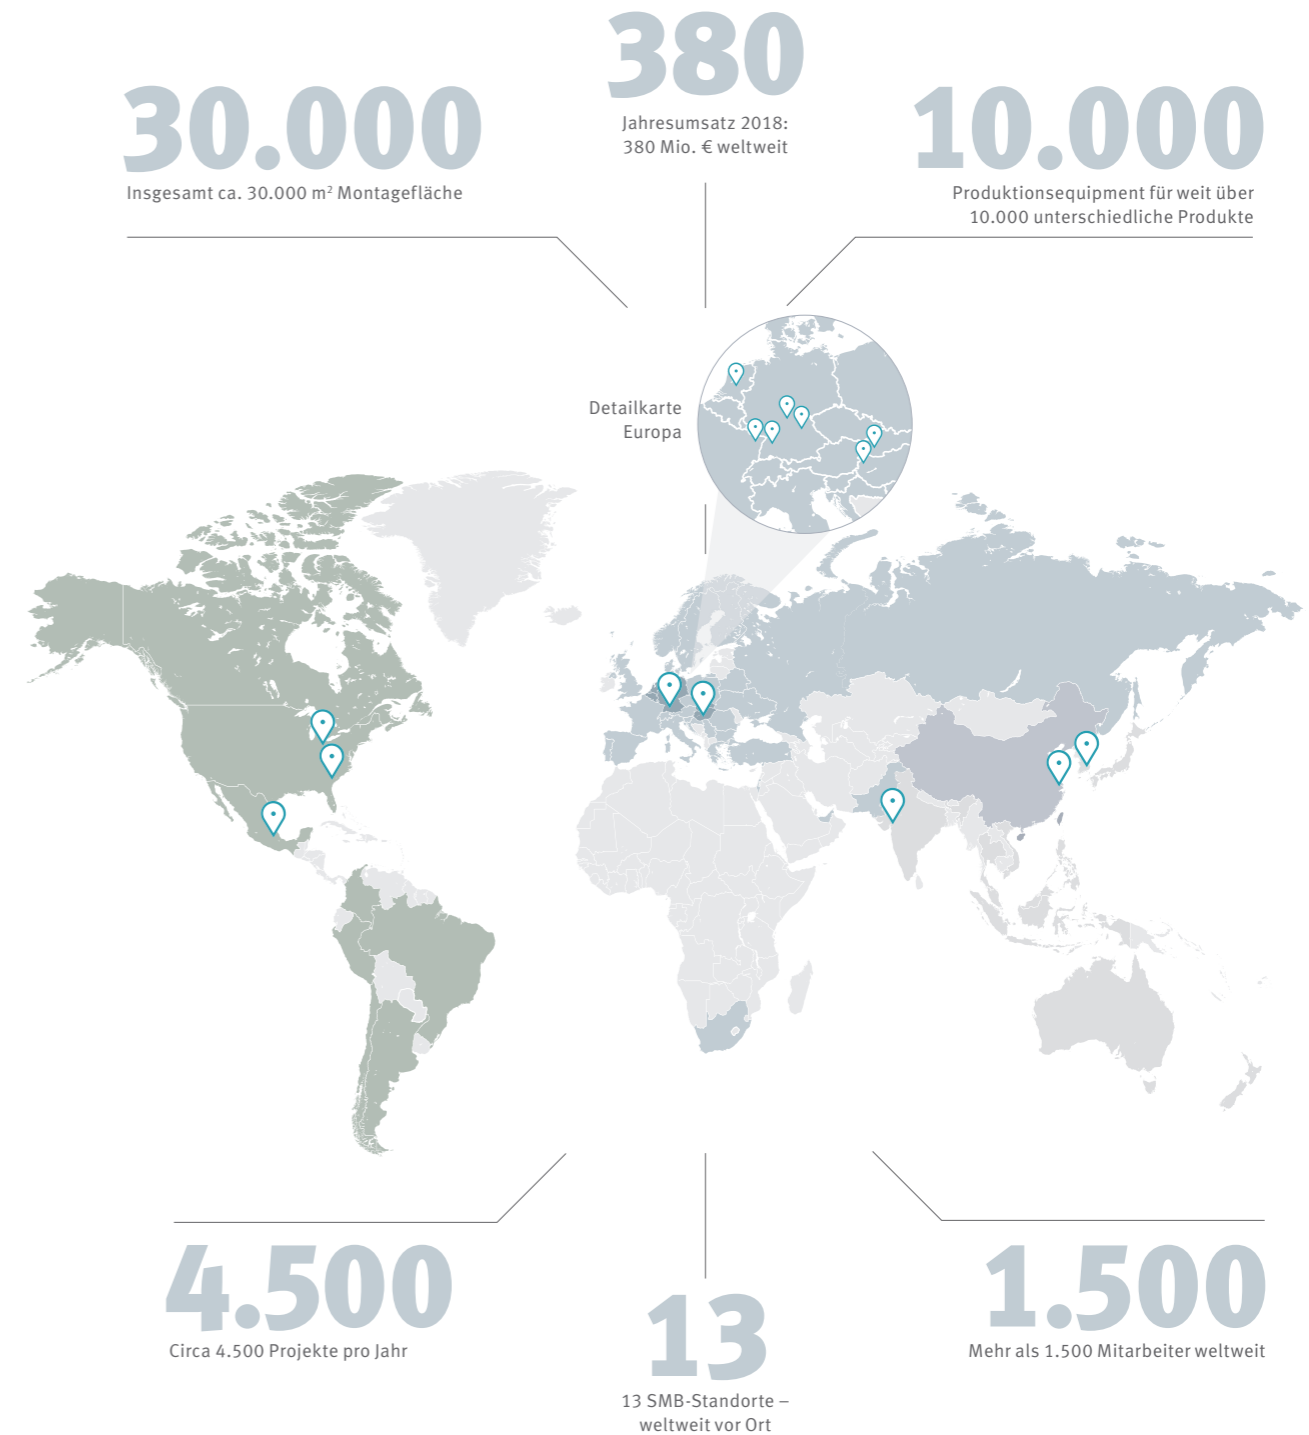 380
Jahresumsatz 2018:
380 Mio. € weltweit
30.000
Insgesamt ca. 30.000 m² Montagefläche
10.000
Produktionsequipment für weit über
10.000 unterschiedliche Produkte
Detailkarte
Europa
4.500
Circa 4.500 Projekte pro Jahr
13
13 SMB-Standorte –
weltweit vor Ort
1.500
Mehr als 1.500 Mitarbeiter weltweit